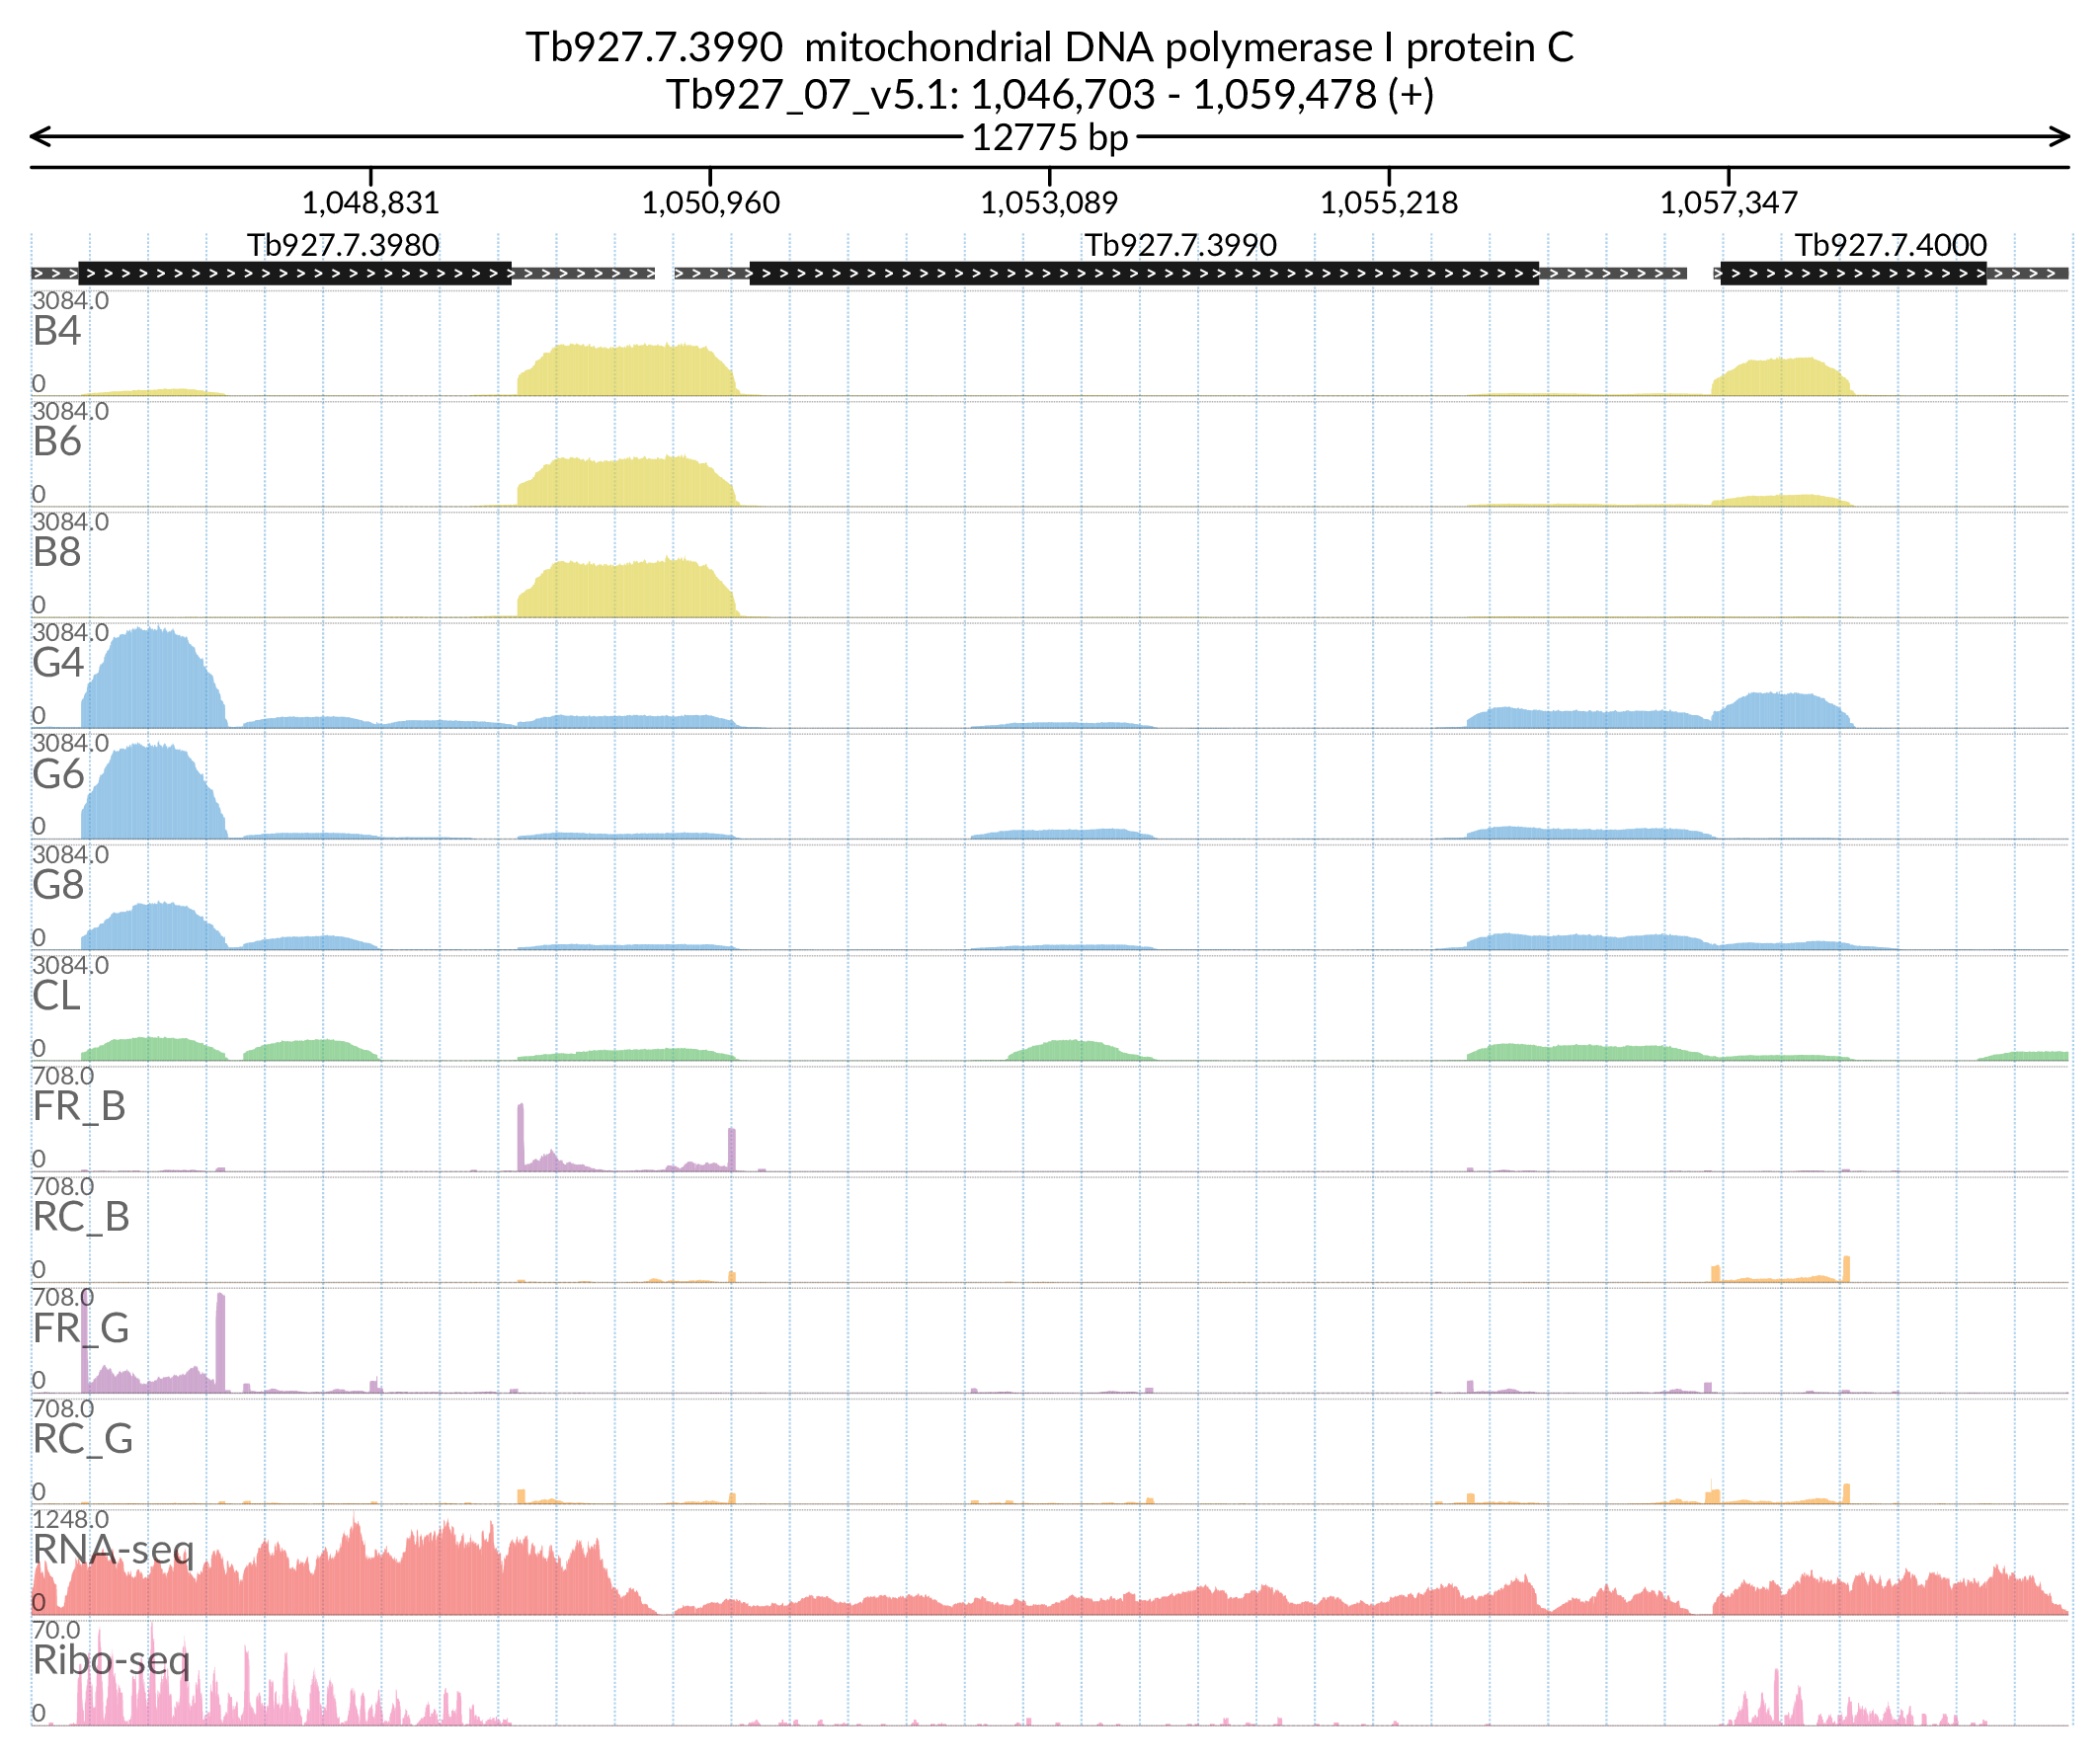 Tb927.7.3990 mitochondrial DNA polymerase I protein C
Tb927_07_v5.1: 1,046,703 - 1,059,478 (+)
12775 bp
1,048,831 1,050,960 1,053,089 1,055,218 1,057,347
Tb927.7.3980 Tb927.7.3990 Tb927.7.4000
3084.0
B4
0
3084.0
B6
0
3084.0
B8
0
3084.0
G4
0
3084.0
G6
0
3084.0
G8
0
3084.0
CL
0
708.0
FR_B
0
708.0
RC_B
0
708.0
FR_G
0
708.0
RC_G
0
1248.0
RNA-seq
0
70.0
Ribo-seq
0